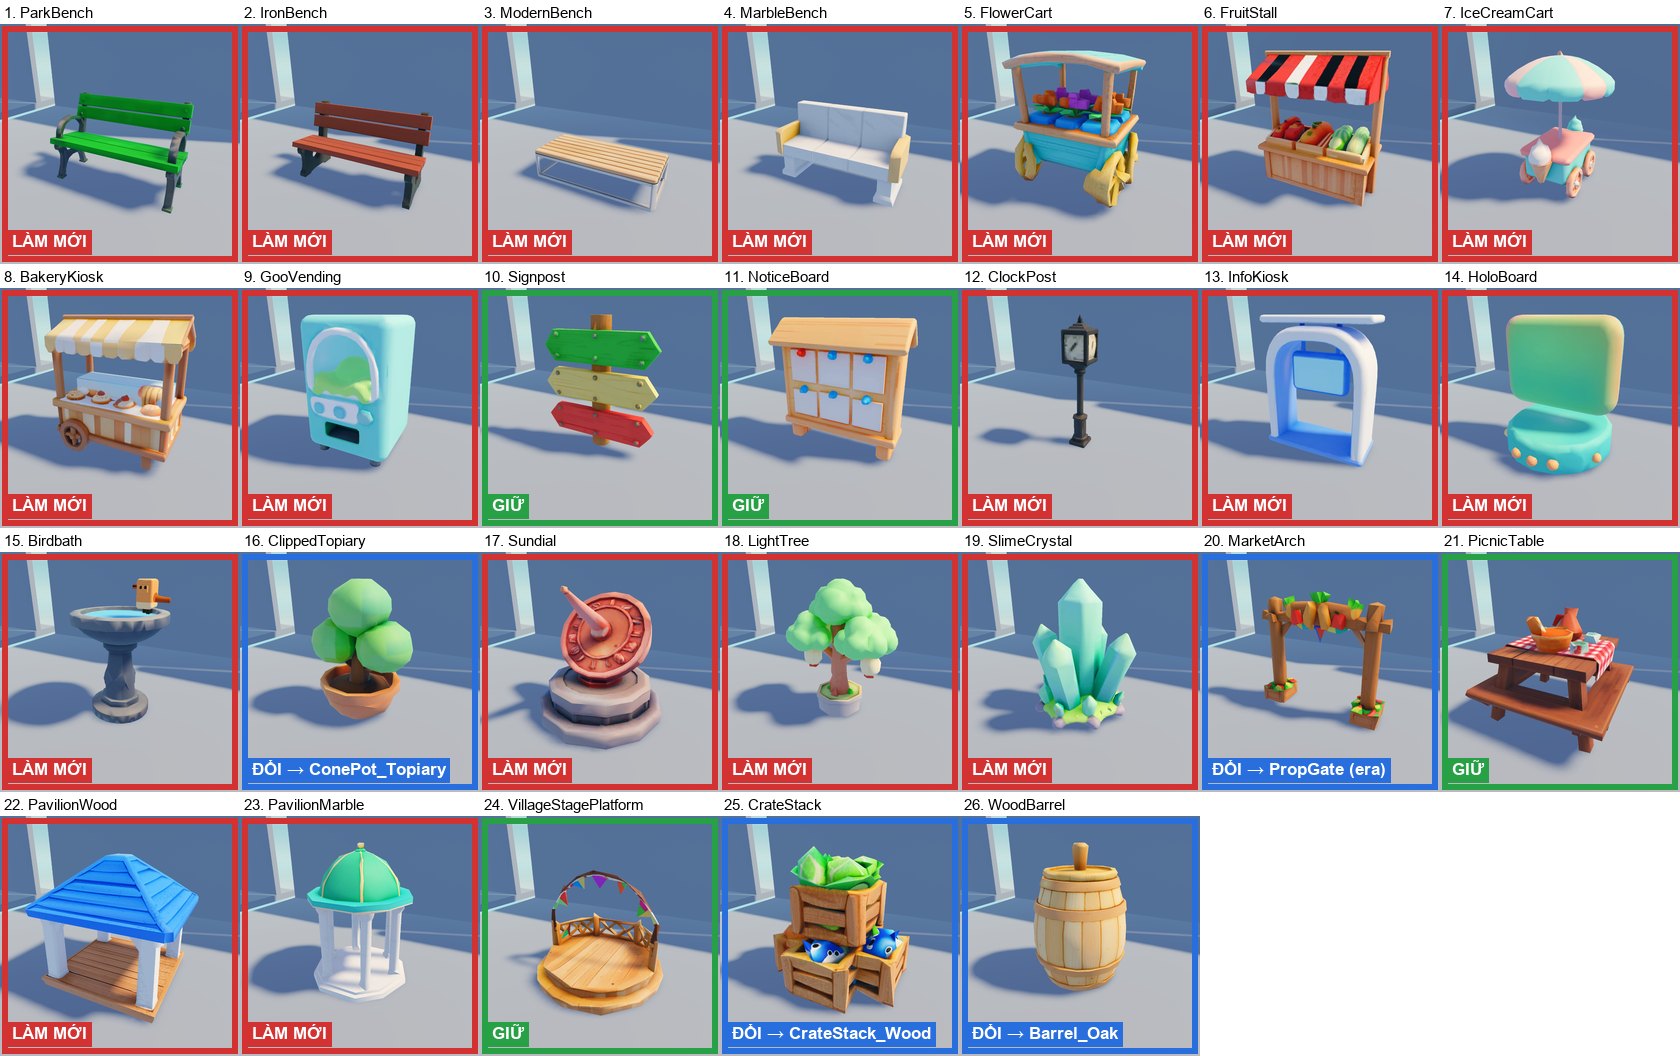 1. ParkBench
2. IronBench
3. ModernBench
4. MarbleBench
5. FlowerCart
6. FruitStall
7. IceCreamCart
LÀM MỚI
LÀM MỚI
LÀM MỚI
LÀM MỚI
LÀM MỚI
LÀM MỚI
LÀM MỚI
8. BakeryKiosk
9. GooVending
10. Signpost
11. NoticeBoard
12. ClockPost
13. InfoKiosk
14. HoloBoard
LÀM MỚI
LÀM MỚI
GIỮ
GIỮ
LÀM MỚI
LÀM MỚI
LÀM MỚI
15. Birdbath
16. ClippedTopiary
17. Sundial
18. LightTree
19. SlimeCrystal
20. MarketArch
21. PicnicTable
LÀM MỚI
ĐỔI → ConePot_Topiary
LÀM MỚI
LÀM MỚI
LÀM MỚI
ĐỔI → PropGate (era)
GIỮ
22. PavilionWood
23. PavilionMarble
24. VillageStagePlatform
25. CrateStack
26. WoodBarrel
LÀM MỚI
LÀM MỚI
GIỮ
ĐỔI → CrateStack_Wood
ĐỔI → Barrel_Oak